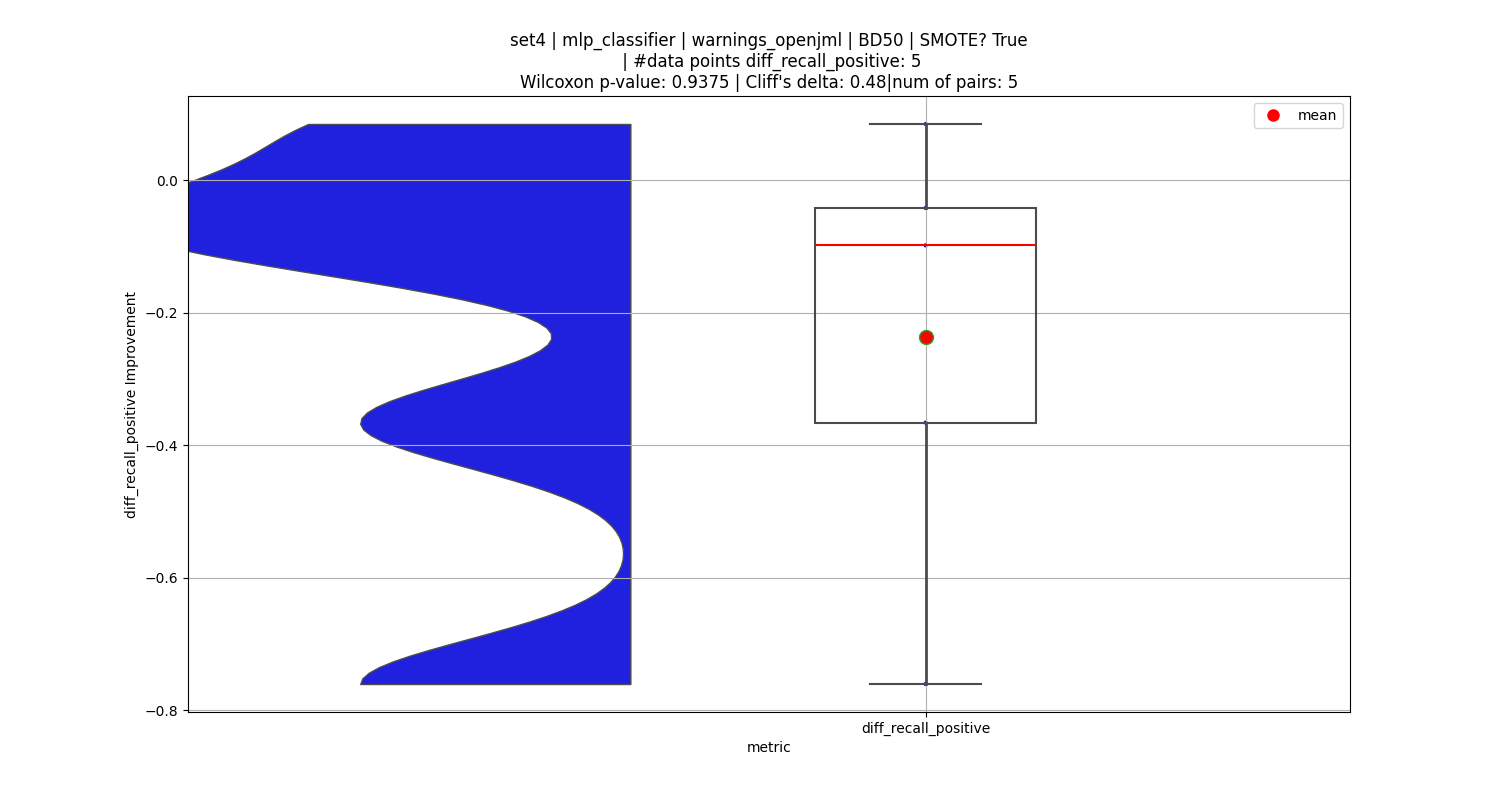 set4 | mlp_classifier | warnings_openjml | BD50 | SMOTE? True
| #data points diff_recall_positive: 5
Wilcoxon p-value: 0.9375 | Cliff's delta: 0.48|num of pairs: 5
mean
0.0
−0.2
−0.4
−0.6
−0.8
diff_recall_positive Improvement
diff_recall_positive
metric